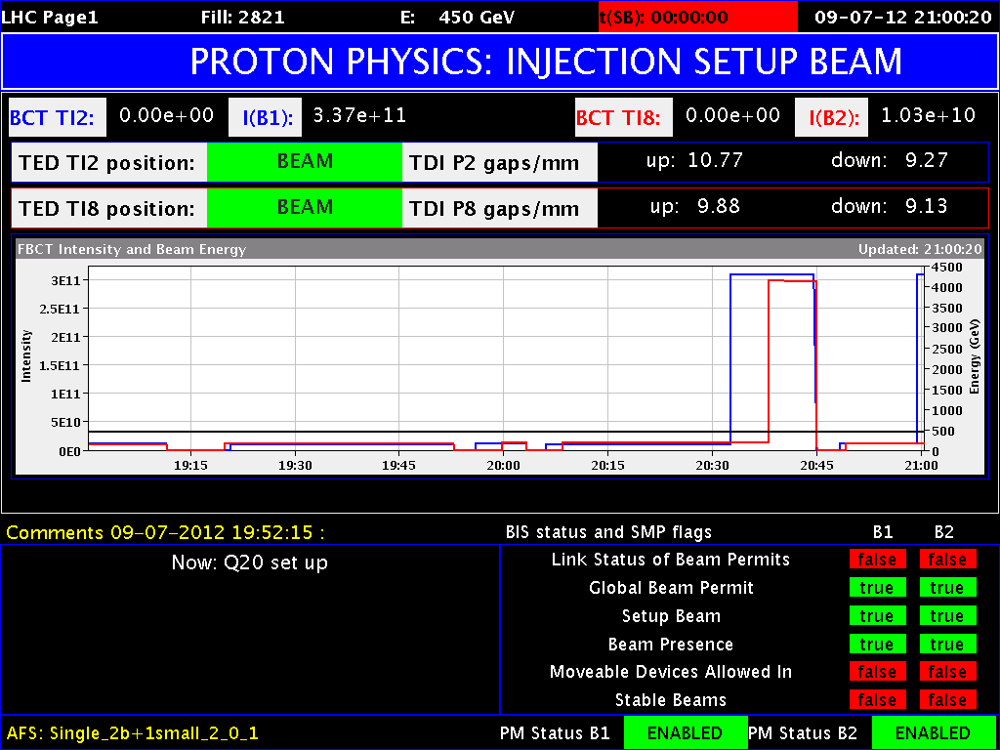 LHC Page1 Fill: 2821 E: 450 GeV t(SB): 00:00:00 09-07-12 21:00:20
PROTON PHYSICS: INJECTION SETUP BEAM
BCT TI2: 0.00e+00 I(B1): 3.37e+11 BCT TI8: 0.00e+00 I(B2): 1.03e+10
TED TI2 position: BEAM TDI P2 gaps/mm up: 10.77 down: 9.27
TED TI8 position: BEAM TDI P8 gaps/mm up: 9.88 down: 9.13
FBCT Intensity and Beam Energy Updated: 21:00:20
Intensity
3E11
2.5E11
2E11
1.5E11
1E11
5E10
0E0
19:15 19:30 19:45 20:00 20:15 20:30 20:45 21:00
4500
4000
3500
3000
2500
2000
1500
1000
500
0
Energy (GeV)
Comments 09-07-2012 19:52:15 :
Now: Q20 set up
BIS status and SMP flags B1 B2
Link Status of Beam Permits false false
Global Beam Permit true true
Setup Beam true true
Beam Presence true true
Moveable Devices Allowed In false false
Stable Beams false false
AFS: Single_2b+1small_2_0_1 PM Status B1 ENABLED PM Status B2 ENABLED